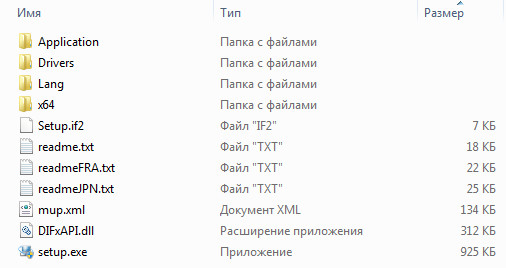 Имя Тип Размер
Application Папка с файлами
Drivers Папка с файлами
Lang Папка с файлами
x64 Папка с файлами
Setup.if2 Файл "IF2" 7 КБ
readme.txt Файл "TXT" 18 КБ
readmeFRA.txt Файл "TXT" 22 КБ
readmeJPN.txt Файл "TXT" 25 КБ
mup.xml Документ XML 134 КБ
DIFxAPI.dll Расширение приложения 312 КБ
setup.exe Приложение 925 КБ